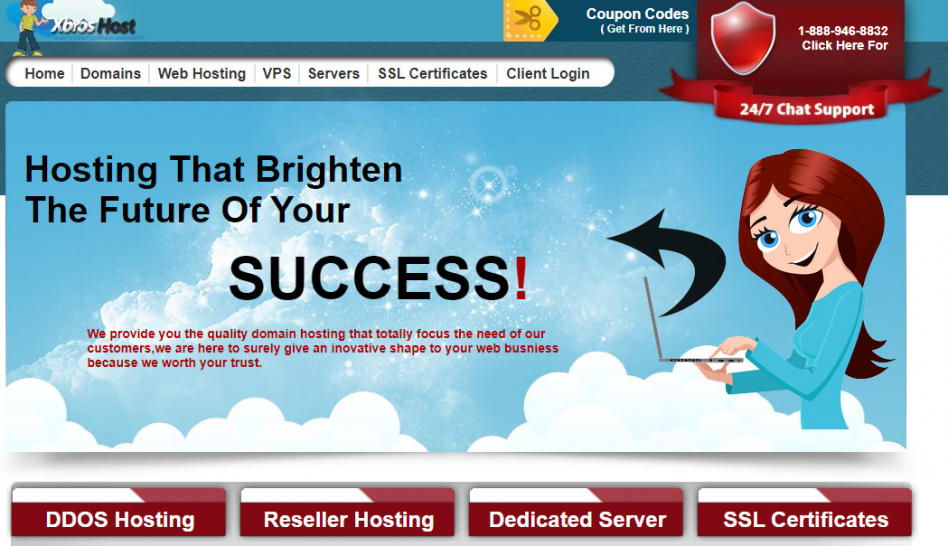 XbrosHost
Coupon Codes
( Get From Here )
1-888-946-8832
Click Here For
24/7 Chat Support
Home
Domains
Web Hosting
VPS
Servers
SSL Certificates
Client Login
Hosting That Brighten
The Future Of Your
SUCCESS!
We provide you the quality domain hosting that totally focus the need of our
customers,we are here to surely give an inovative shape to your web busniess
because we worth your trust.
DDOS Hosting
Reseller Hosting
Dedicated Server
SSL Certificates